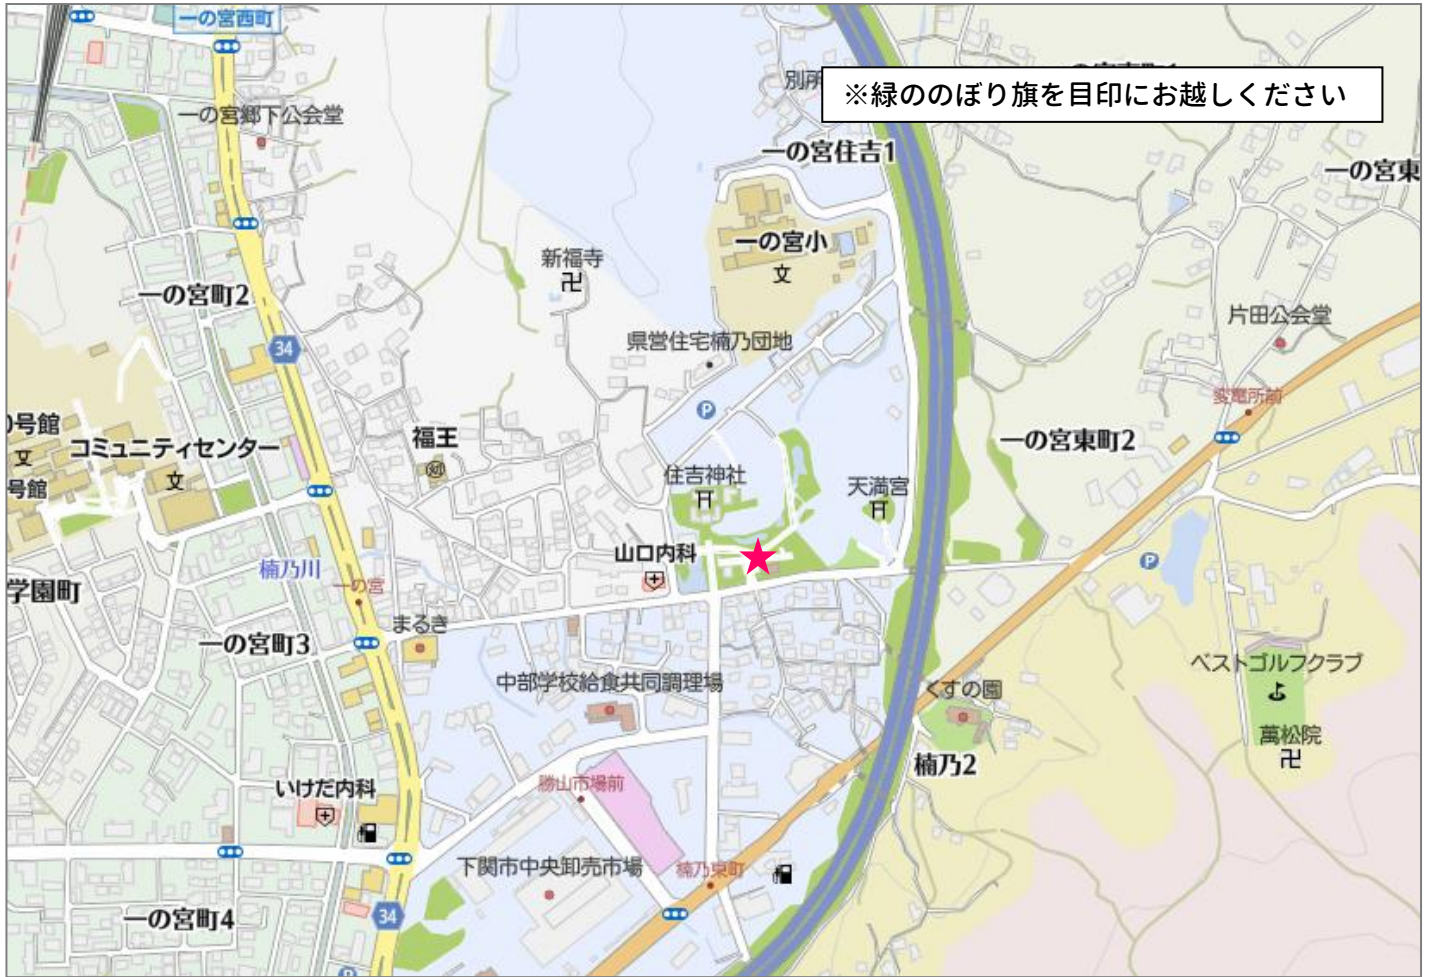 一の宮西町
別所
※緑ののぼり旗を目印にお越しください
一の宮郷下公会堂
一の宮住吉1
一の宮東
一の宮小
文
新福寺
一の宮町2
片田公会堂
県営住宅楠乃団地
34
変電所前
P
号館
コミュニティセンター
福王
一の宮東町2
文
文
住吉神社
天満宮
号館
山口内科
楠乃川
一の宮
学園町
P
まるき
一の宮町3
ベストゴルフクラブ
中部学校給食共同調理場
くすの園
萬松院
楠乃2
勝山市場前
いけだ内科
下関市中央卸売市場
楠乃東町
一の宮町4
34
P